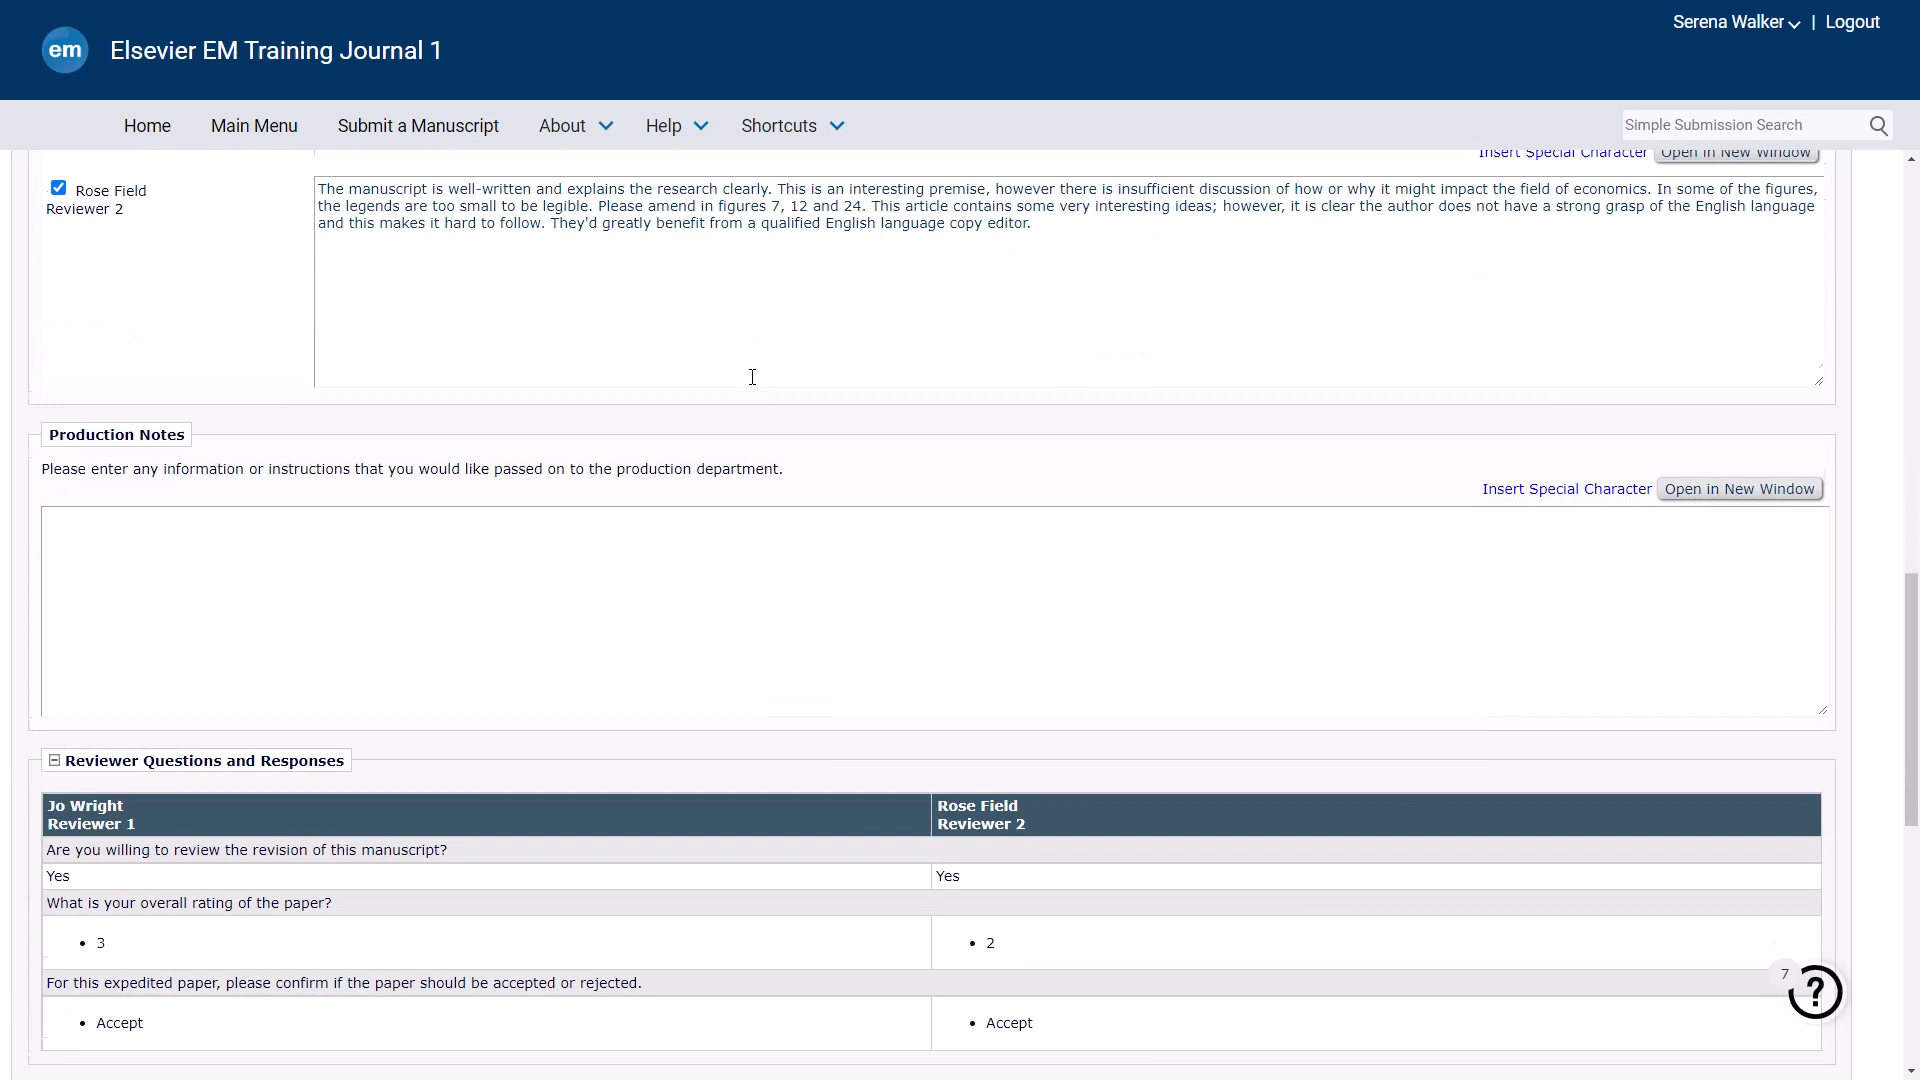 Serena Walker | Logout
em Elsevier EM Training Journal 1
Home Main Menu Submit a Manuscript About Help Shortcuts Simple Submission Search
Insert Special Character Open in New Window
Rose Field
Reviewer 2
The manuscript is well-written and explains the research clearly. This is an interesting premise, however there is insufficient discussion of how or why it might impact the field of economics. In some of the figures,
the legends are too small to be legible. Please amend in figures 7, 12 and 24. This article contains some very interesting ideas; however, it is clear the author does not have a strong grasp of the English language
and this makes it hard to follow. They'd greatly benefit from a qualified English language copy editor.
Production Notes
Please enter any information or instructions that you would like passed on to the production department.
Insert Special Character Open in New Window
Reviewer Questions and Responses
Jo Wright
Reviewer 1
Rose Field
Reviewer 2
Are you willing to review the revision of this manuscript?
Yes Yes
What is your overall rating of the paper?
• 3 • 2
For this expedited paper, please confirm if the paper should be accepted or rejected.
• Accept • Accept
7 ?